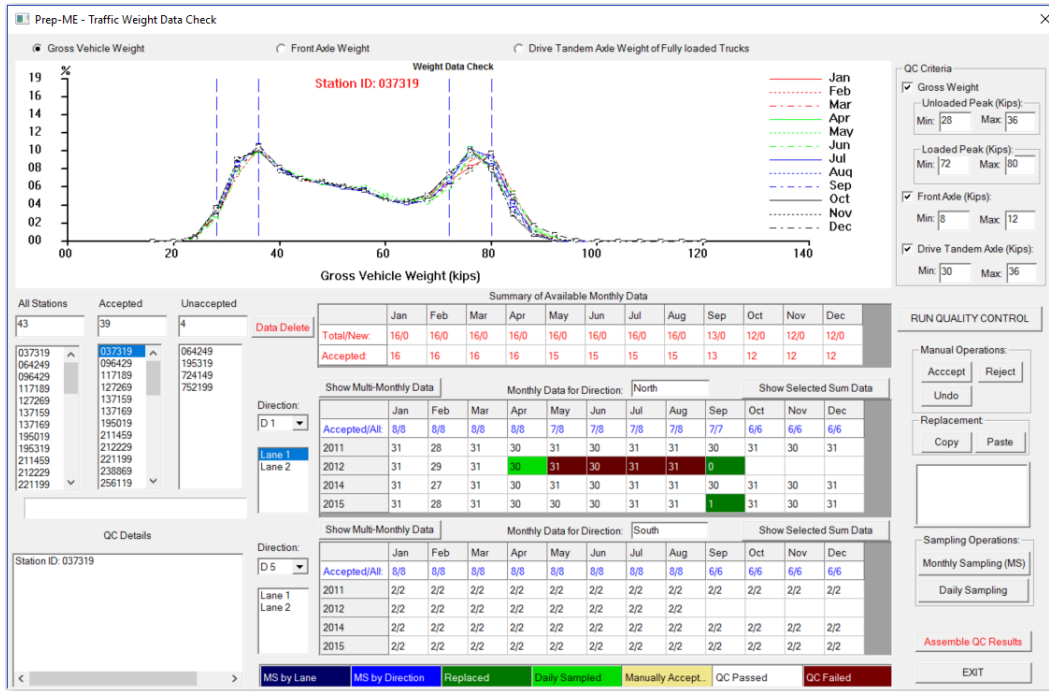 Prep-ME - Traffic Weight Data Check
Gross Vehicle Weight Front Axle Weight Drive Tandem Axle Weight of Fully loaded Trucks
Weight Data Check
%
Station ID: 037319
19
16
14
12
10
08
06
04
02
00
00 20 40 60 80 100 120 140
Gross Vehicle Weight (kips)
Jan
Feb
Mar
Apr
May
Jun
Jul
Aug
Sep
Oct
Nov
Dec
QC Criteria
Gross Weight
Unloaded Peak (Kips):
Min: 28 Max: 36
Loaded Peak (Kips):
Min: 72 Max: 80
Front Axle (Kips):
Min: 8 Max: 12
Drive Tandem Axle (Kips):
Min: 30 Max: 36
All Stations Accepted Unaccepted
43 39 4
037319
064249
096429
117189
127269
137159
137169
195019
195319
211459
212229
221199
037319
096429
117189
127269
137159
137169
195019
211459
212229
221199
238869
256119
064249
195319
724149
752199
Data Delete
Summary of Available Monthly Data
Jan Feb Mar Apr May Jun Jul Aug Sep Oct Nov Dec
Total/New: 16/0 16/0 16/0 16/0 16/0 16/0 16/0 16/0 13/0 12/0 12/0 12/0
Accepted: 16 16 16 16 15 15 15 15 13 12 12 12
Show Multi-Monthly Data Monthly Data for Direction: North Show Selected Sum Data
Direction:
D 1
Lane 1
Lane 2
Jan Feb Mar Apr May Jun Jul Aug Sep Oct Nov Dec
Accepted/All: 8/8 8/8 8/8 8/8 7/8 7/8 7/8 7/8 7/7 6/6 6/6 6/6
2011 31 28 31 30 31 30 31 31 30 31 30 31
2012 31 29 31 30 31 30 31 31 0
2014 31 27 31 30 31 30 31 31 30 30 30 31
2015 31 28 31 30 30 30 31 31 1 31 30 31
Show Multi-Monthly Data Monthly Data for Direction: South Show Selected Sum Data
Direction:
D 5
Lane 1
Lane 2
Jan Feb Mar Apr May Jun Jul Aug Sep Oct Nov Dec
Accepted/All: 8/8 8/8 8/8 8/8 8/8 8/8 8/8 8/8 6/6 6/6 6/6 6/6
2011 2/2 2/2 2/2 2/2 2/2 2/2 2/2 2/2 2/2 2/2 2/2 2/2
2012 2/2 2/2 2/2 2/2 2/2 2/2 2/2 2/2
2014 2/2 2/2 2/2 2/2 2/2 2/2 2/2 2/2 2/2 2/2 2/2 2/2
2015 2/2 2/2 2/2 2/2 2/2 2/2 2/2 2/2 2/2 2/2 2/2 2/2
QC Details
Station ID: 037319
MS by Lane MS by Direction Replaced Daily Sampled Manually Accept.. QC Passed QC Failed
RUN QUALITY CONTROL
Manual Operations:
Acccept Reject
Undo
Replacement:
Copy Paste
Sampling Operations:
Monthly Sampling (MS)
Daily Sampling
Assemble QC Results
EXIT